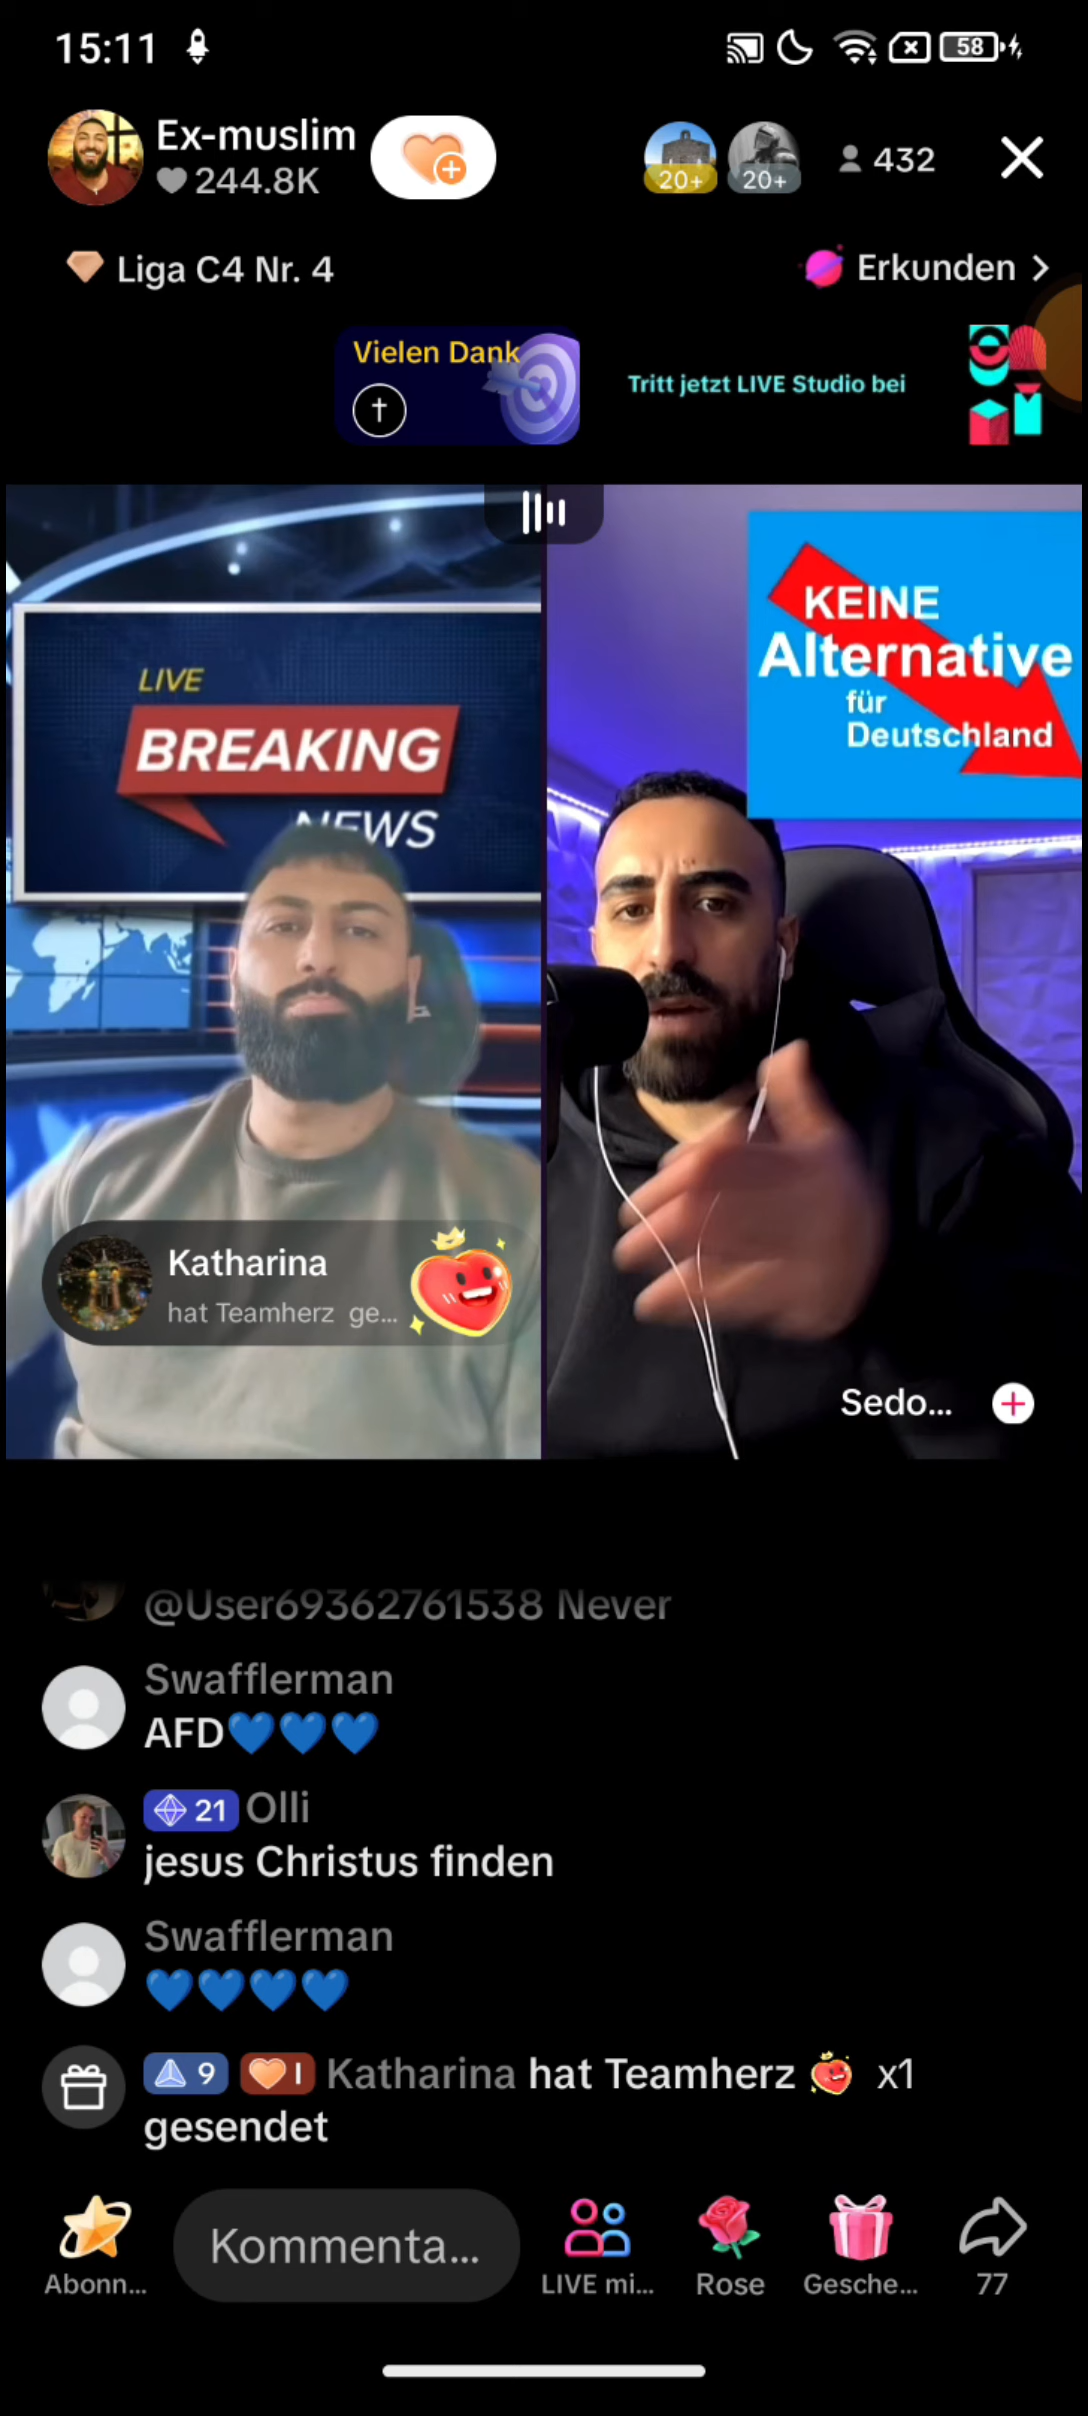 15:11
58
Ex-muslim
244.8K
20+
20+
432
Liga C4 Nr. 4
Erkunden >
Vielen Dank
Tritt jetzt LIVE Studio bei
LIVE
BREAKING
NEWS
KEINE
Alternative
für
Deutschland
Katharina
hat Teamherz ge...
Sedo...
@User69362761538 Never
Swafflerman
AFD💙💙💙
21 Olli
jesus Christus finden
Swafflerman
💙💙💙💙
9 I Katharina hat Teamherz x1
gesendet
Abonn...
Kommenta...
LIVE mi...
Rose
Gesche...
77